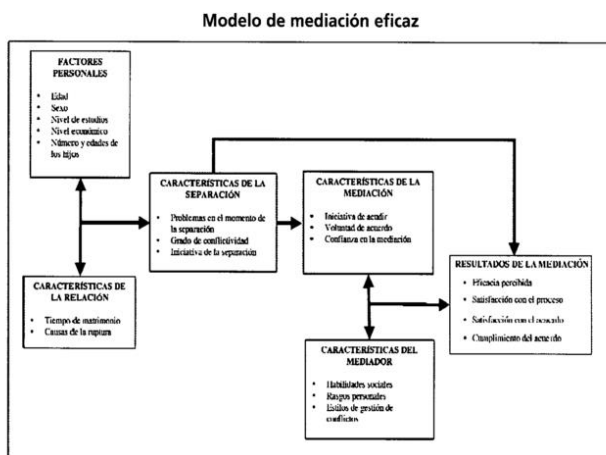 Modelo de mediación eficaz
FACTORES
PERSONALES
• Edad
• Sexo
• Nivel de estudios
• Nivel económico
• Número y edades de
los hijos
CARACTERÍSTICAS DE LA
SEPARACIÓN
• Problemas en el momento de
la separación
• Grado de conflictividad
• Iniciativa de la separación
CARACTERÍSTICAS DE LA
MEDIACIÓN
• Iniciativa de acudir
• Voluntad de acuerdo
• Confianza en la mediación
CARACTERÍSTICAS DE
LA RELACIÓN
• Tiempo de matrimonio
• Causas de la ruptura
RESULTADOS DE LA MEDIACIÓN
• Eficacia percibida
• Satisfacción con el proceso
• Satisfacción con el acuerdo
• Cumplimiento del acuerdo
CARACTERÍSTICAS DEL
MEDIADOR
• Habilidades sociales
• Rasgos personales
• Estilos de gestión de
conflictos